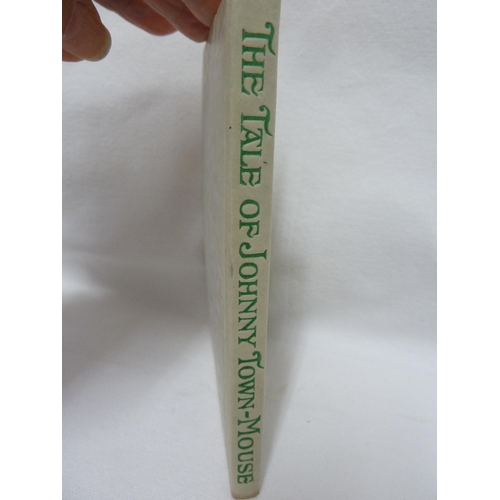 THE TALE OF JOHNNY TOWN-MOUSE